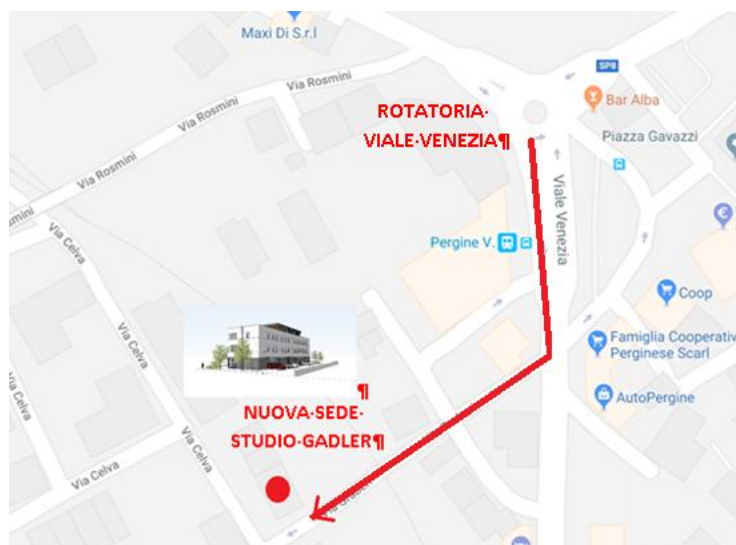 Maxi Di S.r.l
SP8
Via Rosmini
ROTATORIA·
VIALE·VENEZIA¶
Bar Alba
Piazza Gavazzi
Via Rosmini
Via Rosmini
Viale Venezia
Via Celva
Pergine V.
Coop
Via Celva
Famiglia Cooperativ
Perginese Scarl
¶
NUOVA·SEDE·
STUDIO·GADLER¶
AutoPergine
Via Celva
Via Celva